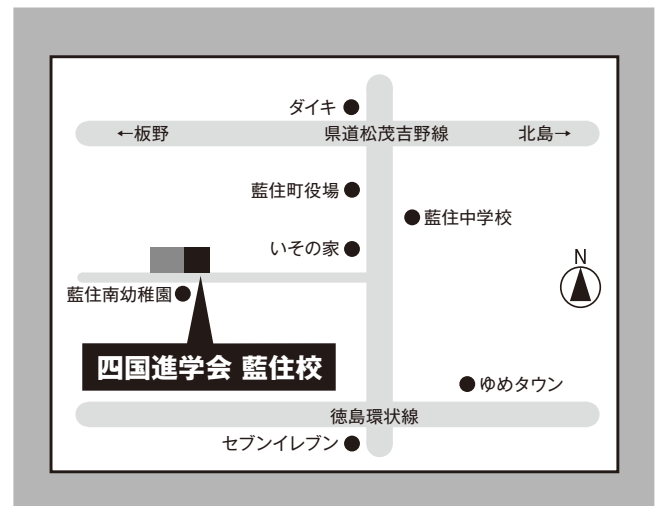 ダイキ
←板野
県道松茂吉野線
北島→
藍住町役場
藍住中学校
いその家
N
藍住南幼稚園
四国進学会 藍住校
ゆめタウン
徳島環状線
セブンイレブン